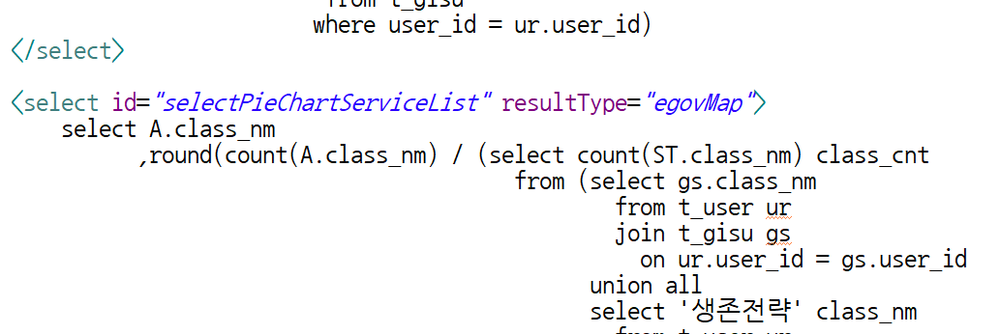 from t_gisu
where user_id = ur.user_id)
</select>
<select id="selectPieChartServiceList" resultType="egovMap">
select A.class_nm
,round(count(A.class_nm) / (select count(ST.class_nm) class_cnt
from (select gs.class_nm
from t_user ur
join t_gisu gs
on ur.user_id = gs.user_id
union all
select '생존전략' class_nm
from t_user ur